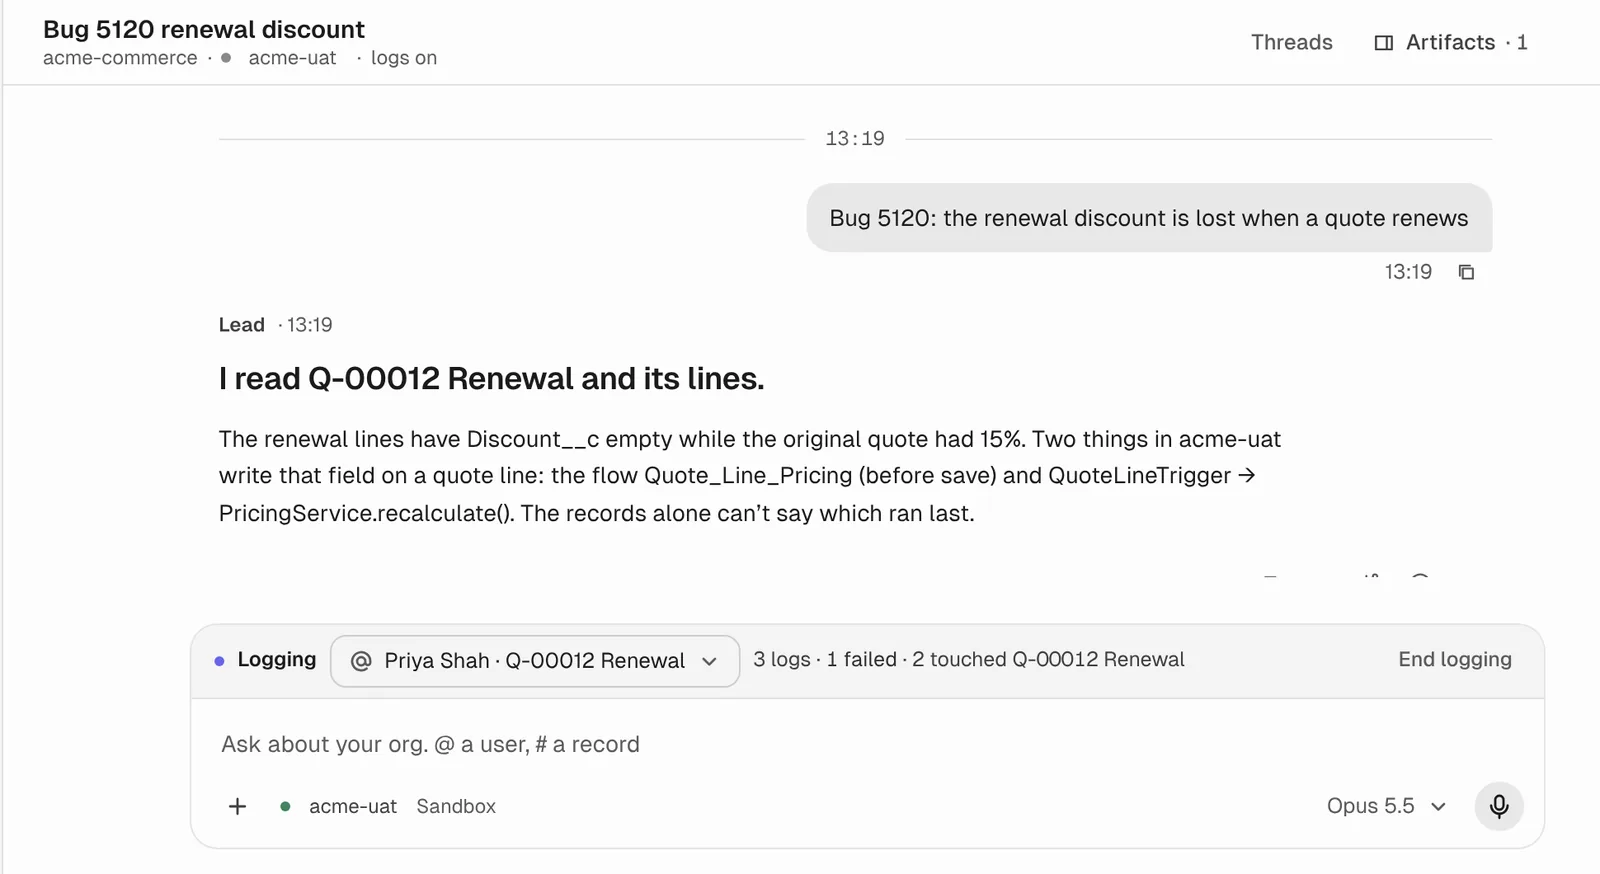 Bug 5120 renewal discount
acme-commerce · acme-uat · logs on
Threads
Artifacts · 1
13:19
Bug 5120: the renewal discount is lost when a quote renews
13:19
Lead · 13:19
I read Q-00012 Renewal and its lines.
The renewal lines have Discount__c empty while the original quote had 15%. Two things in acme-uat
write that field on a quote line: the flow Quote_Line_Pricing (before save) and QuoteLineTrigger →
PricingService.recalculate(). The records alone can’t say which ran last.
Logging
@ Priya Shah · Q-00012 Renewal
3 logs · 1 failed · 2 touched Q-00012 Renewal
End logging
Ask about your org. @ a user, # a record
+ acme-uat Sandbox
Opus 5.5